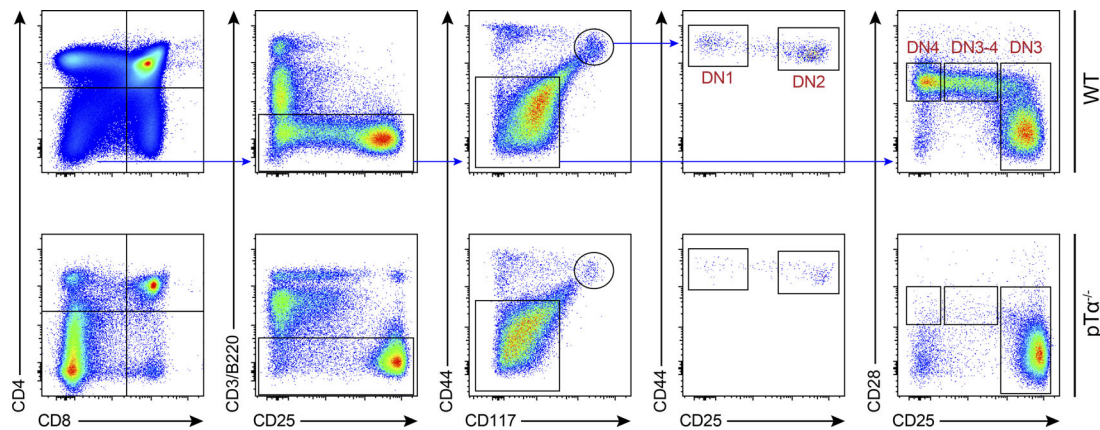 DN1
DN2
DN4
DN3-4
DN3
WT
pTα-/-
CD4
CD3/B220
CD44
CD44
CD28
CD8
CD25
CD117
CD25
CD25